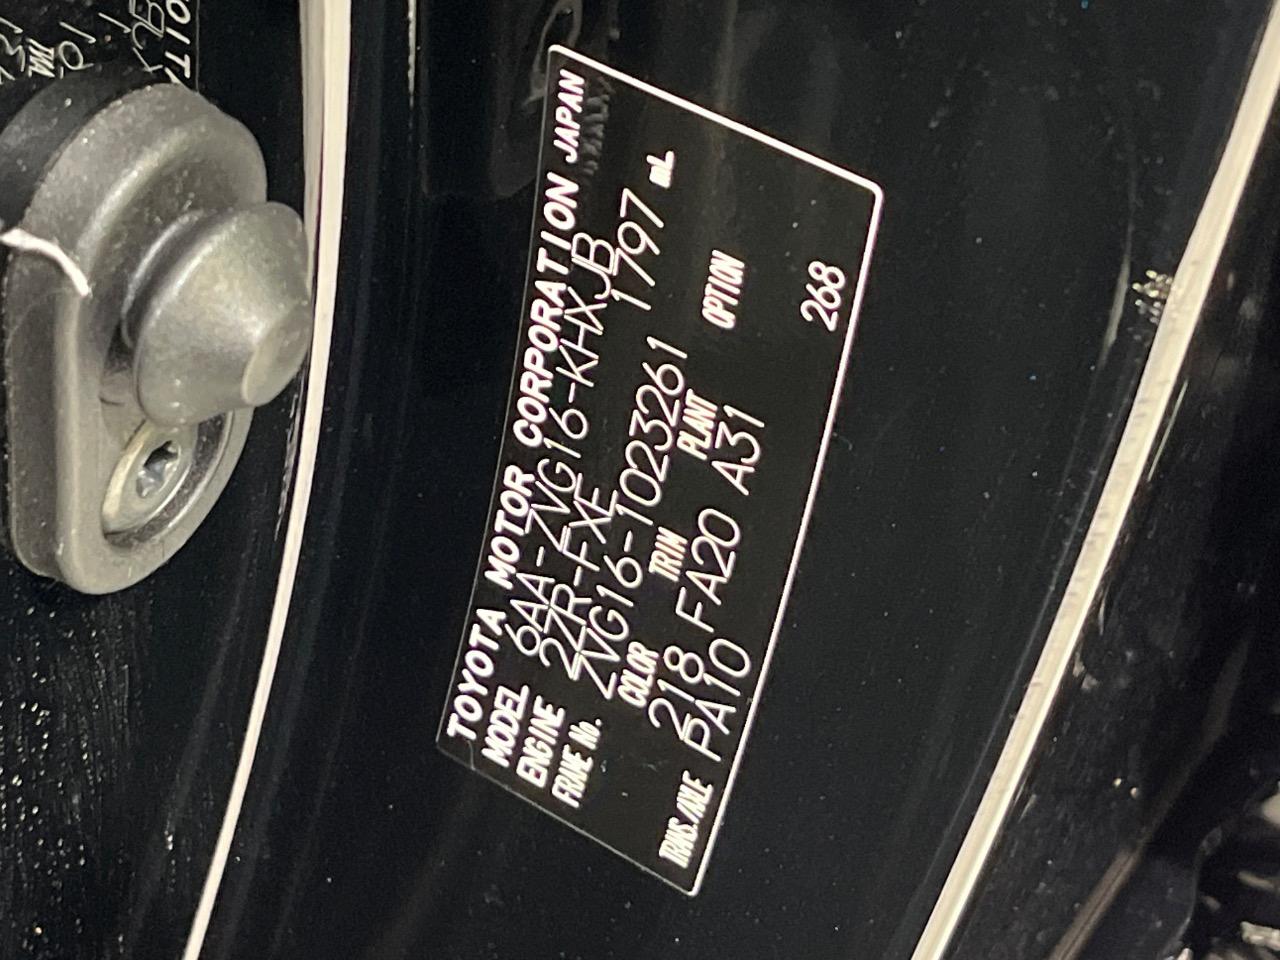 TOYOTA MOTOR CORPORATION JAPAN
MODEL 6AA-ZVG16-KHXJB
ENGINE 2ZR-FXE 1797 mL
FRAME No. ZVG16-1023261
COLOR TRIM PLANT OPTION
218 FA20 A31
TRANS./AXLE PA10 268